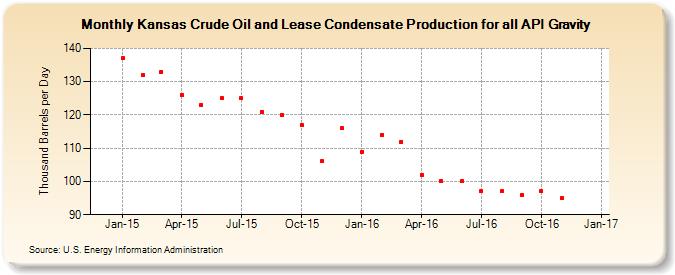 Monthly Kansas Crude Oil and Lease Condensate Production for all API Gravity
Thousand Barrels per Day
140
130
120
110
100
90
Jan-15
Apr-15
Jul-15
Oct-15
Jan-16
Apr-16
Jul-16
Oct-16
Jan-17
Source: U.S. Energy Information Administration